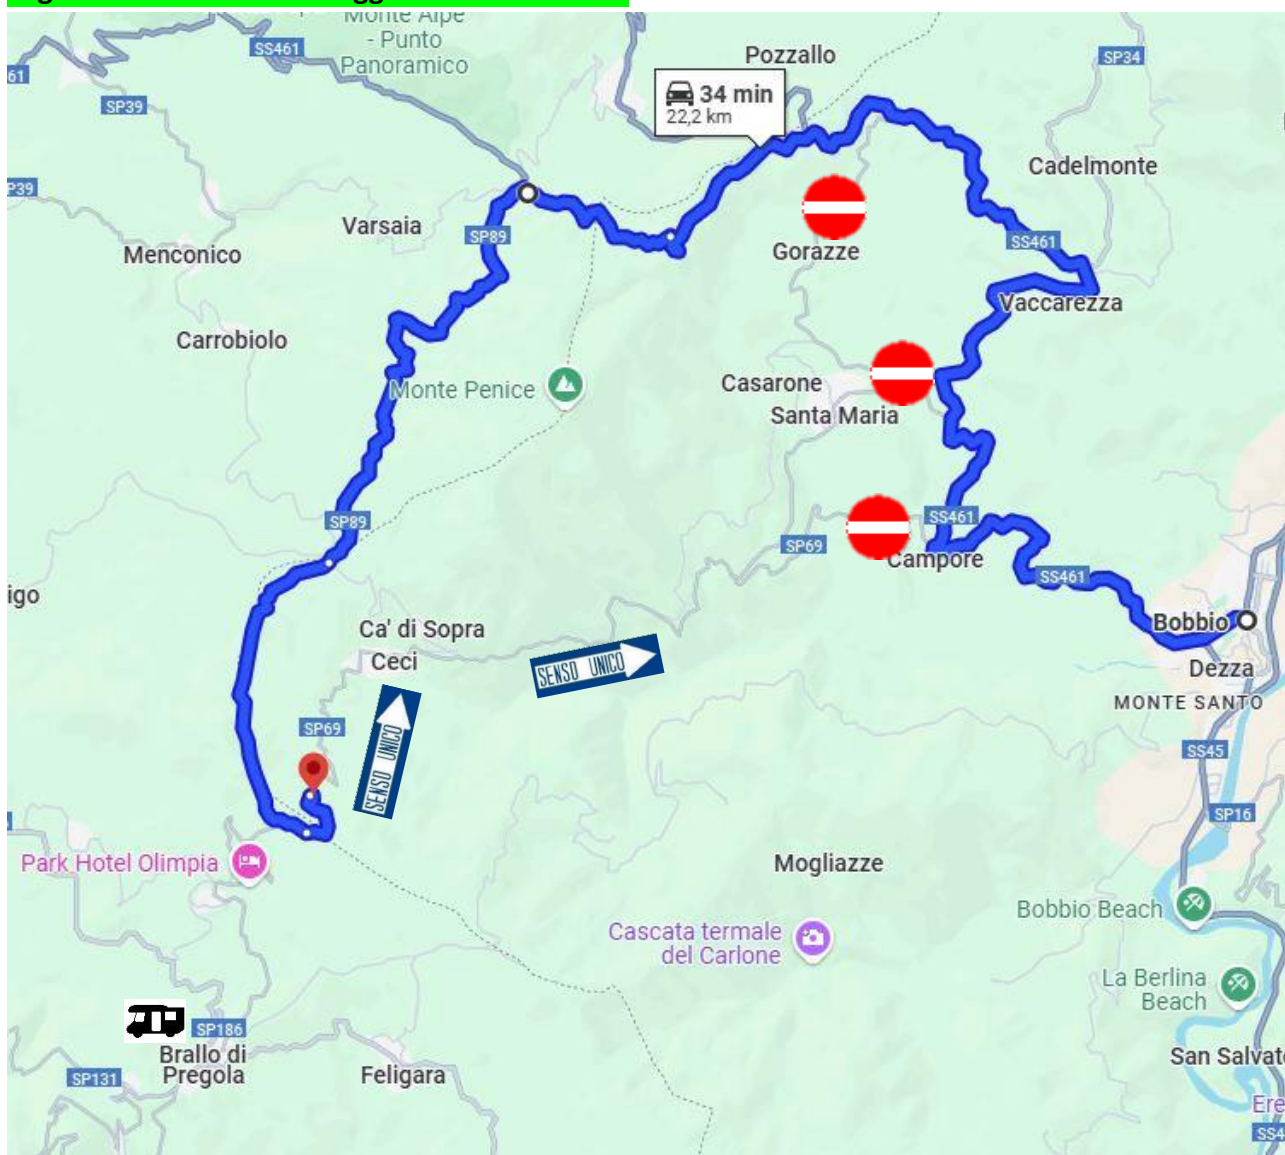 Monte Alpe
- Punto
Panoramico
SS461
Pozzallo
SP34
61
34 min
22,2 km
SP39
Cadelmonte
P39
Varsaia
SP89
Menconico
Gorazze
SS461
Vaccarezza
Carrobiolo
Monte Penice
Casarone
Santa Maria
SP89
SS461
SP69
Campore
SS461
igo
Bobbio
Ca' di Sopra
Ceci
SENSO UNICO
Dezza
MONTE SANTO
SENSO UNICO
SP69
SS45
SP16
Park Hotel Olimpia
Mogliazze
Bobbio Beach
Cascata termale
del Carlone
La Berlina
Beach
SP186
Brallo di
Pregola
SP131
Feligara
San Salvat
Ere
SS4